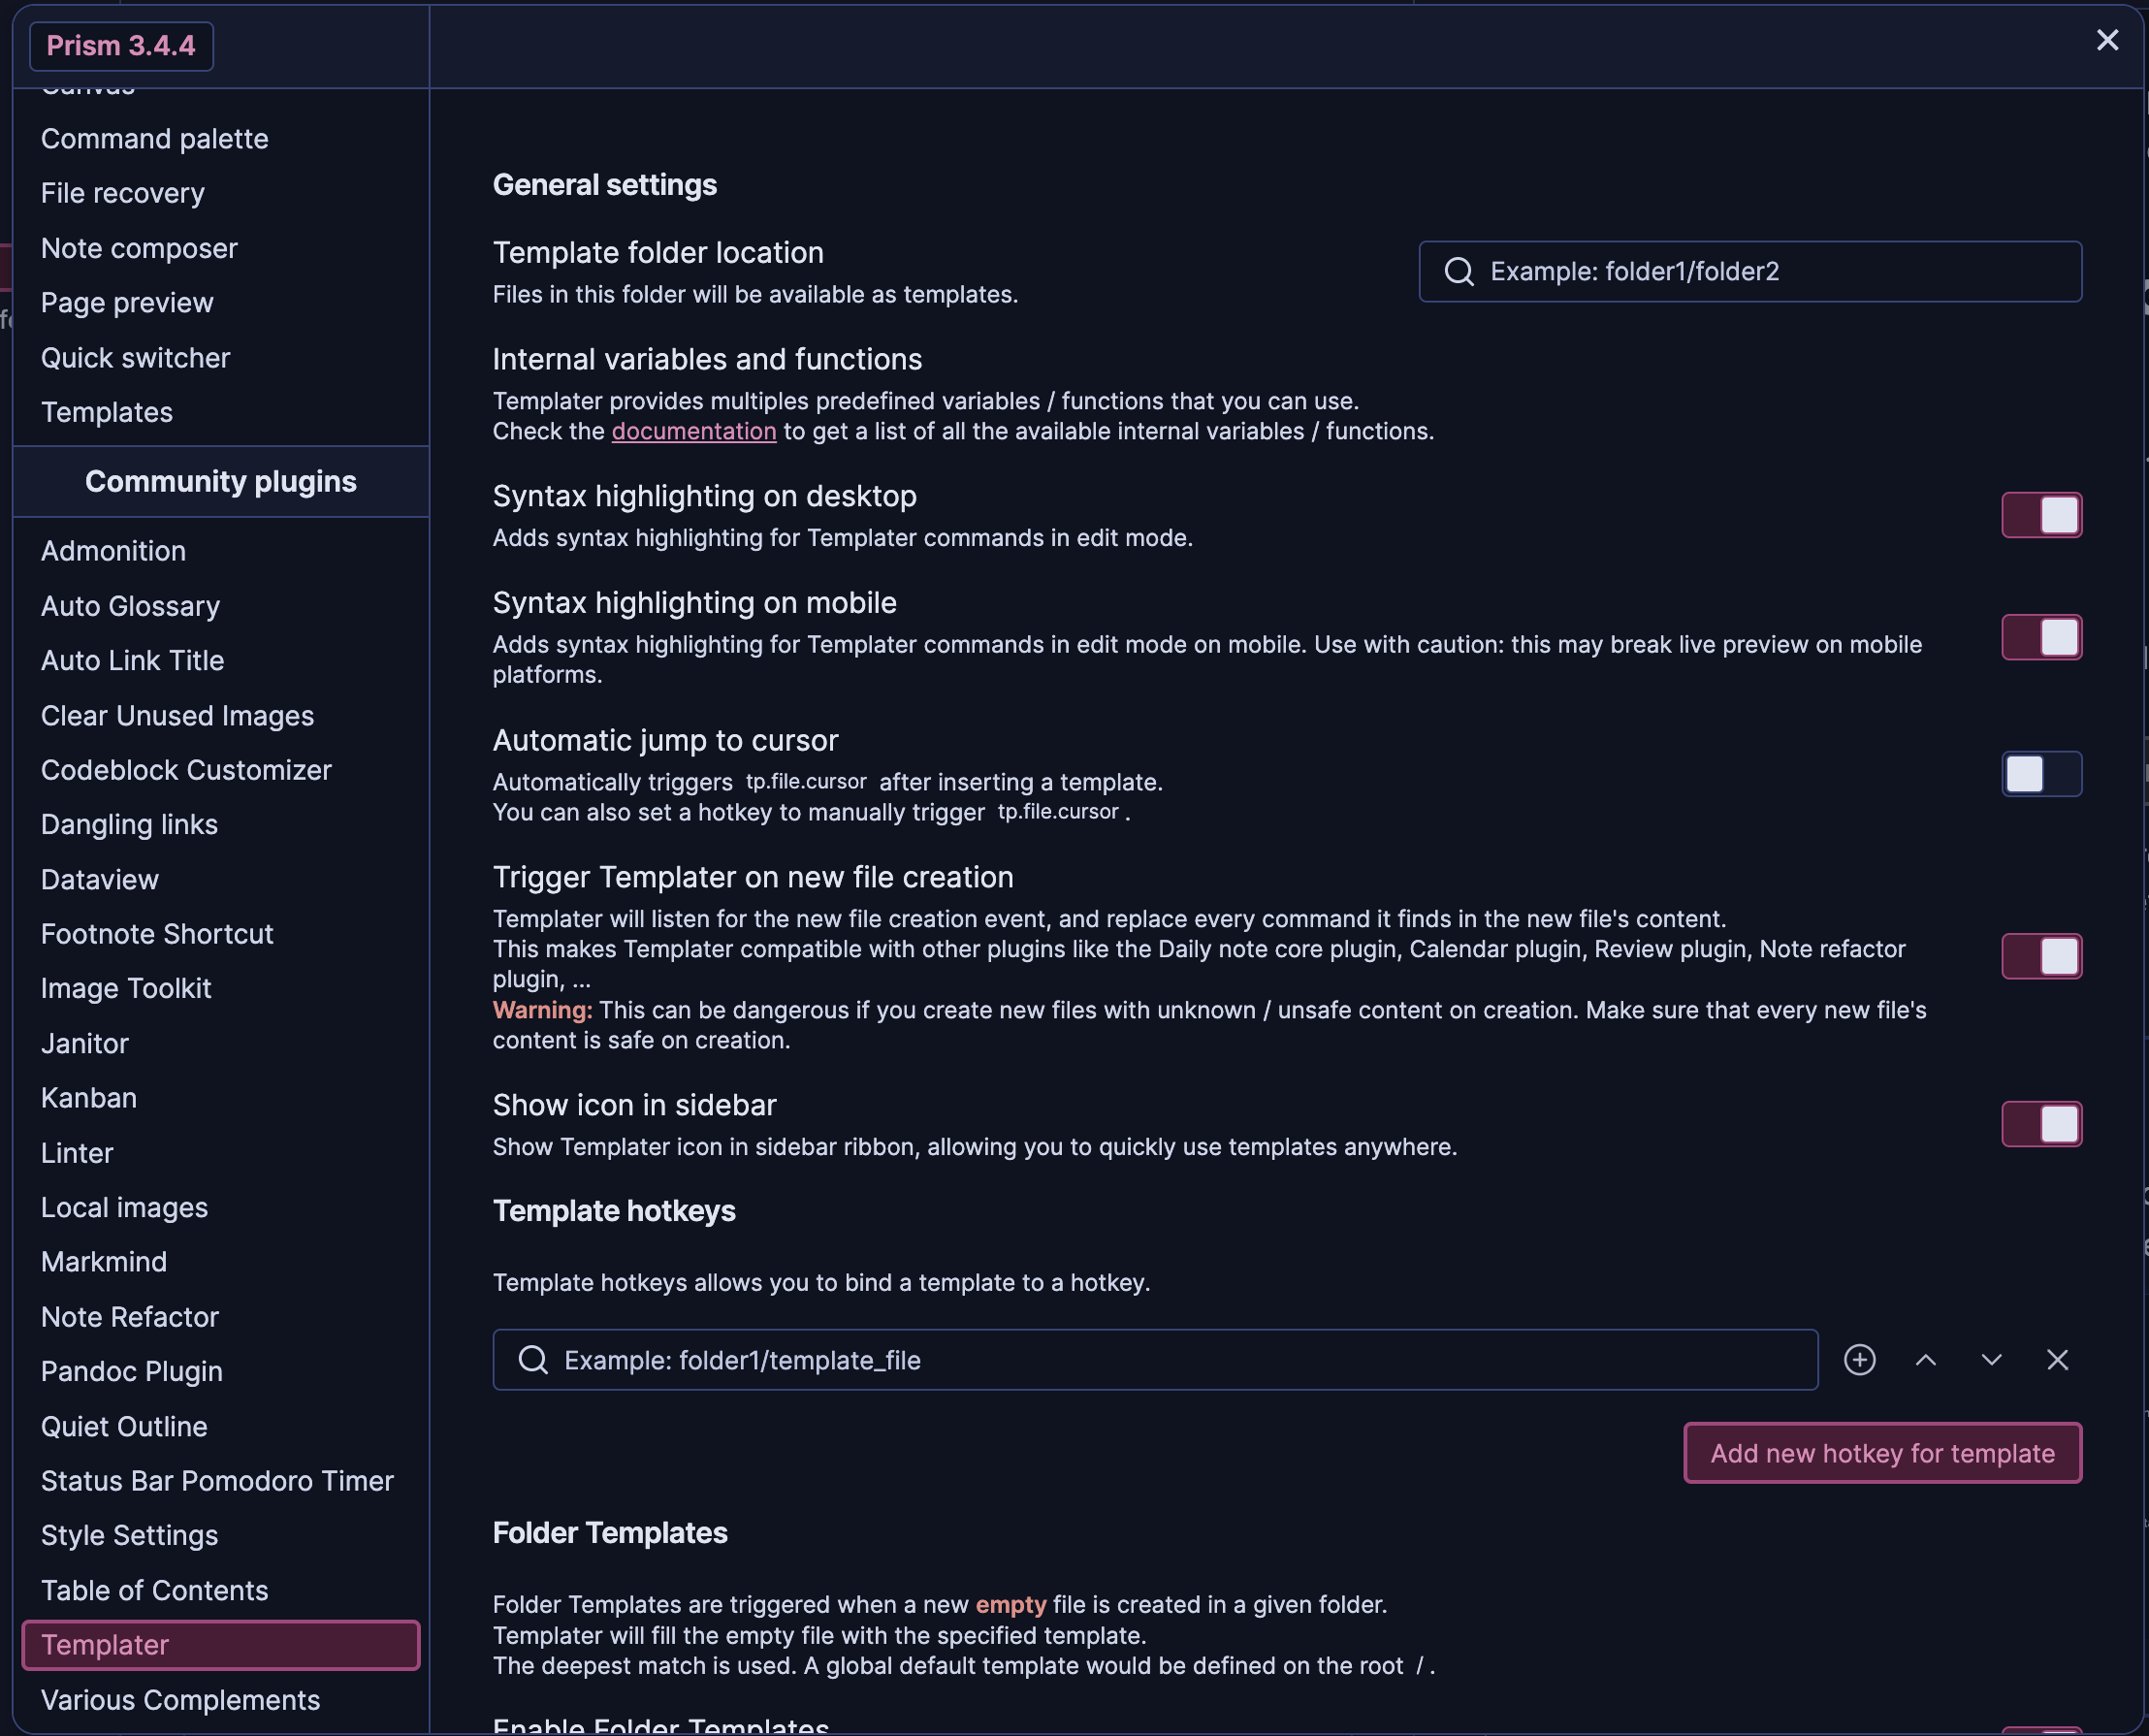 Prism 3.4.4
Canvas
Command palette
File recovery
Note composer
Page preview
Quick switcher
Templates
Community plugins
Admonition
Auto Glossary
Auto Link Title
Clear Unused Images
Codeblock Customizer
Dangling links
Dataview
Footnote Shortcut
Image Toolkit
Janitor
Kanban
Linter
Local images
Markmind
Note Refactor
Pandoc Plugin
Quiet Outline
Status Bar Pomodoro Timer
Style Settings
Table of Contents
Templater
Various Complements
General settings
Template folder location
Files in this folder will be available as templates.
Example: folder1/folder2
Internal variables and functions
Templater provides multiples predefined variables / functions that you can use.
Check the documentation to get a list of all the available internal variables / functions.
Syntax highlighting on desktop
Adds syntax highlighting for Templater commands in edit mode.
Syntax highlighting on mobile
Adds syntax highlighting for Templater commands in edit mode on mobile. Use with caution: this may break live preview on mobile
platforms.
Automatic jump to cursor
Automatically triggers tp.file.cursor after inserting a template.
You can also set a hotkey to manually trigger tp.file.cursor .
Trigger Templater on new file creation
Templater will listen for the new file creation event, and replace every command it finds in the new file's content.
This makes Templater compatible with other plugins like the Daily note core plugin, Calendar plugin, Review plugin, Note refactor
plugin, ...
Warning: This can be dangerous if you create new files with unknown / unsafe content on creation. Make sure that every new file's
content is safe on creation.
Show icon in sidebar
Show Templater icon in sidebar ribbon, allowing you to quickly use templates anywhere.
Template hotkeys
Template hotkeys allows you to bind a template to a hotkey.
Example: folder1/template_file
Add new hotkey for template
Folder Templates
Folder Templates are triggered when a new empty file is created in a given folder.
Templater will fill the empty file with the specified template.
The deepest match is used. A global default template would be defined on the root / .
Enable Folder Templates